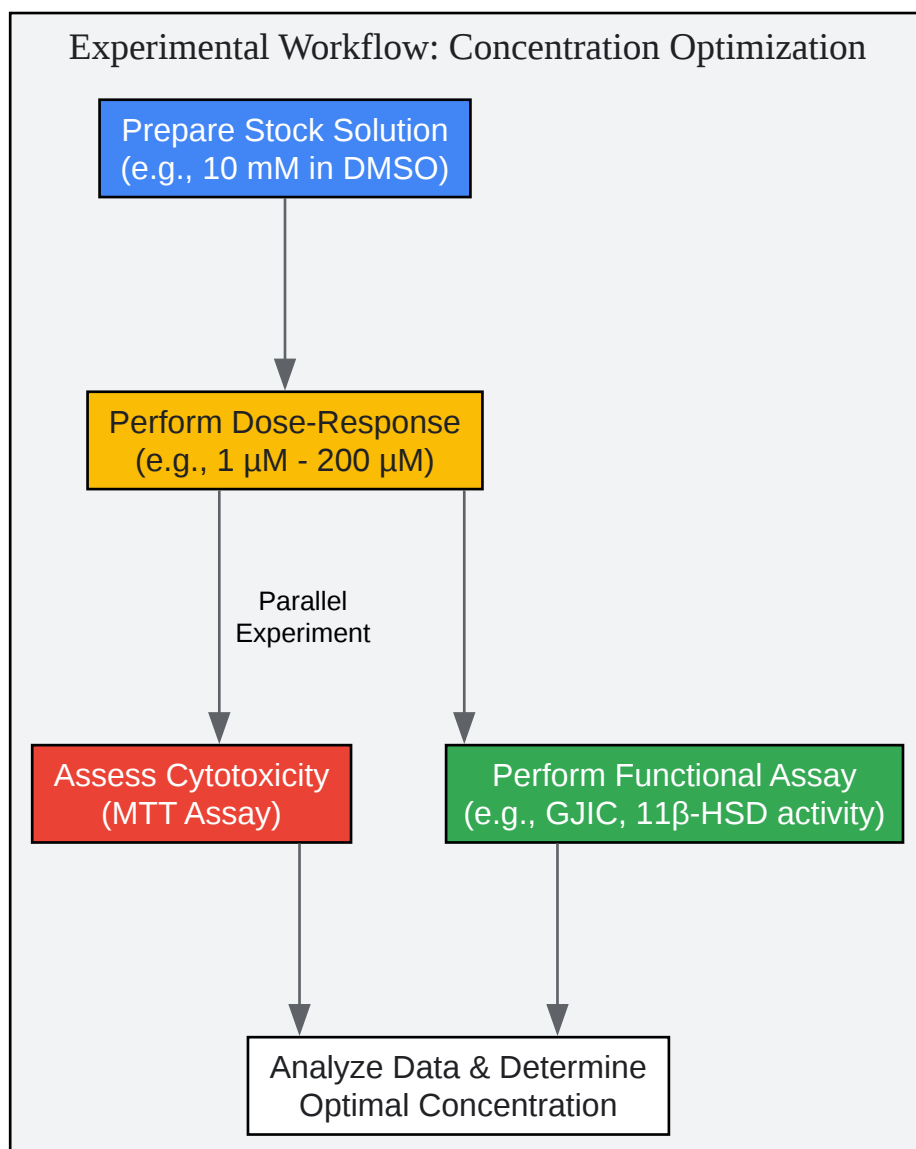 Experimental Workflow: Concentration Optimization
Prepare Stock Solution
(e.g., 10 mM in DMSO)
Perform Dose-Response
(e.g., 1 µM - 200 µM)
Parallel
Experiment
Assess Cytotoxicity
(MTT Assay)
Perform Functional Assay
(e.g., GJIC, 11β-HSD activity)
Analyze Data & Determine
Optimal Concentration